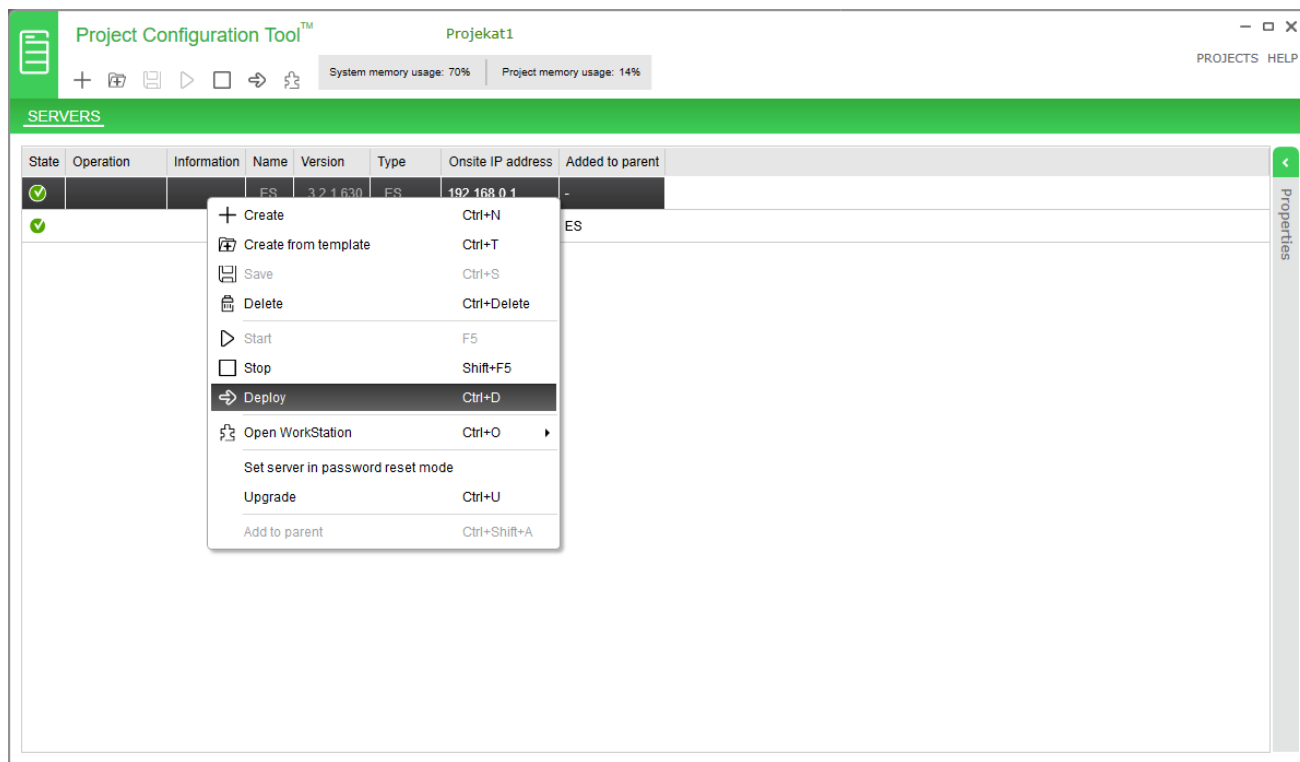 Project Configuration Tool™ Projekat1
PROJECTS HELP
System memory usage: 70% Project memory usage: 14%
SERVERS
State Operation Information Name Version Type Onsite IP address Added to parent
ES 3.2.1.630 ES 192.168.0.1 -
ES
Create Ctrl+N
Create from template Ctrl+T
Save Ctrl+S
Delete Ctrl+Delete
Start F5
Stop Shift+F5
Deploy Ctrl+D
Open WorkStation Ctrl+O
Set server in password reset mode
Upgrade Ctrl+U
Add to parent Ctrl+Shift+A
Properties